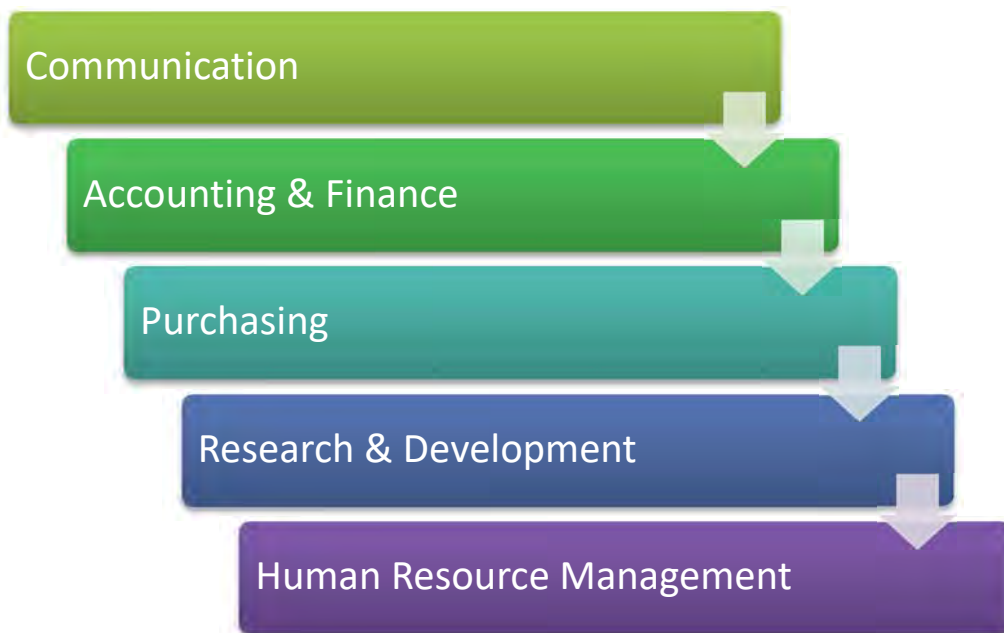 Communication
Accounting & Finance
Purchasing
Research & Development
Human Resource Management